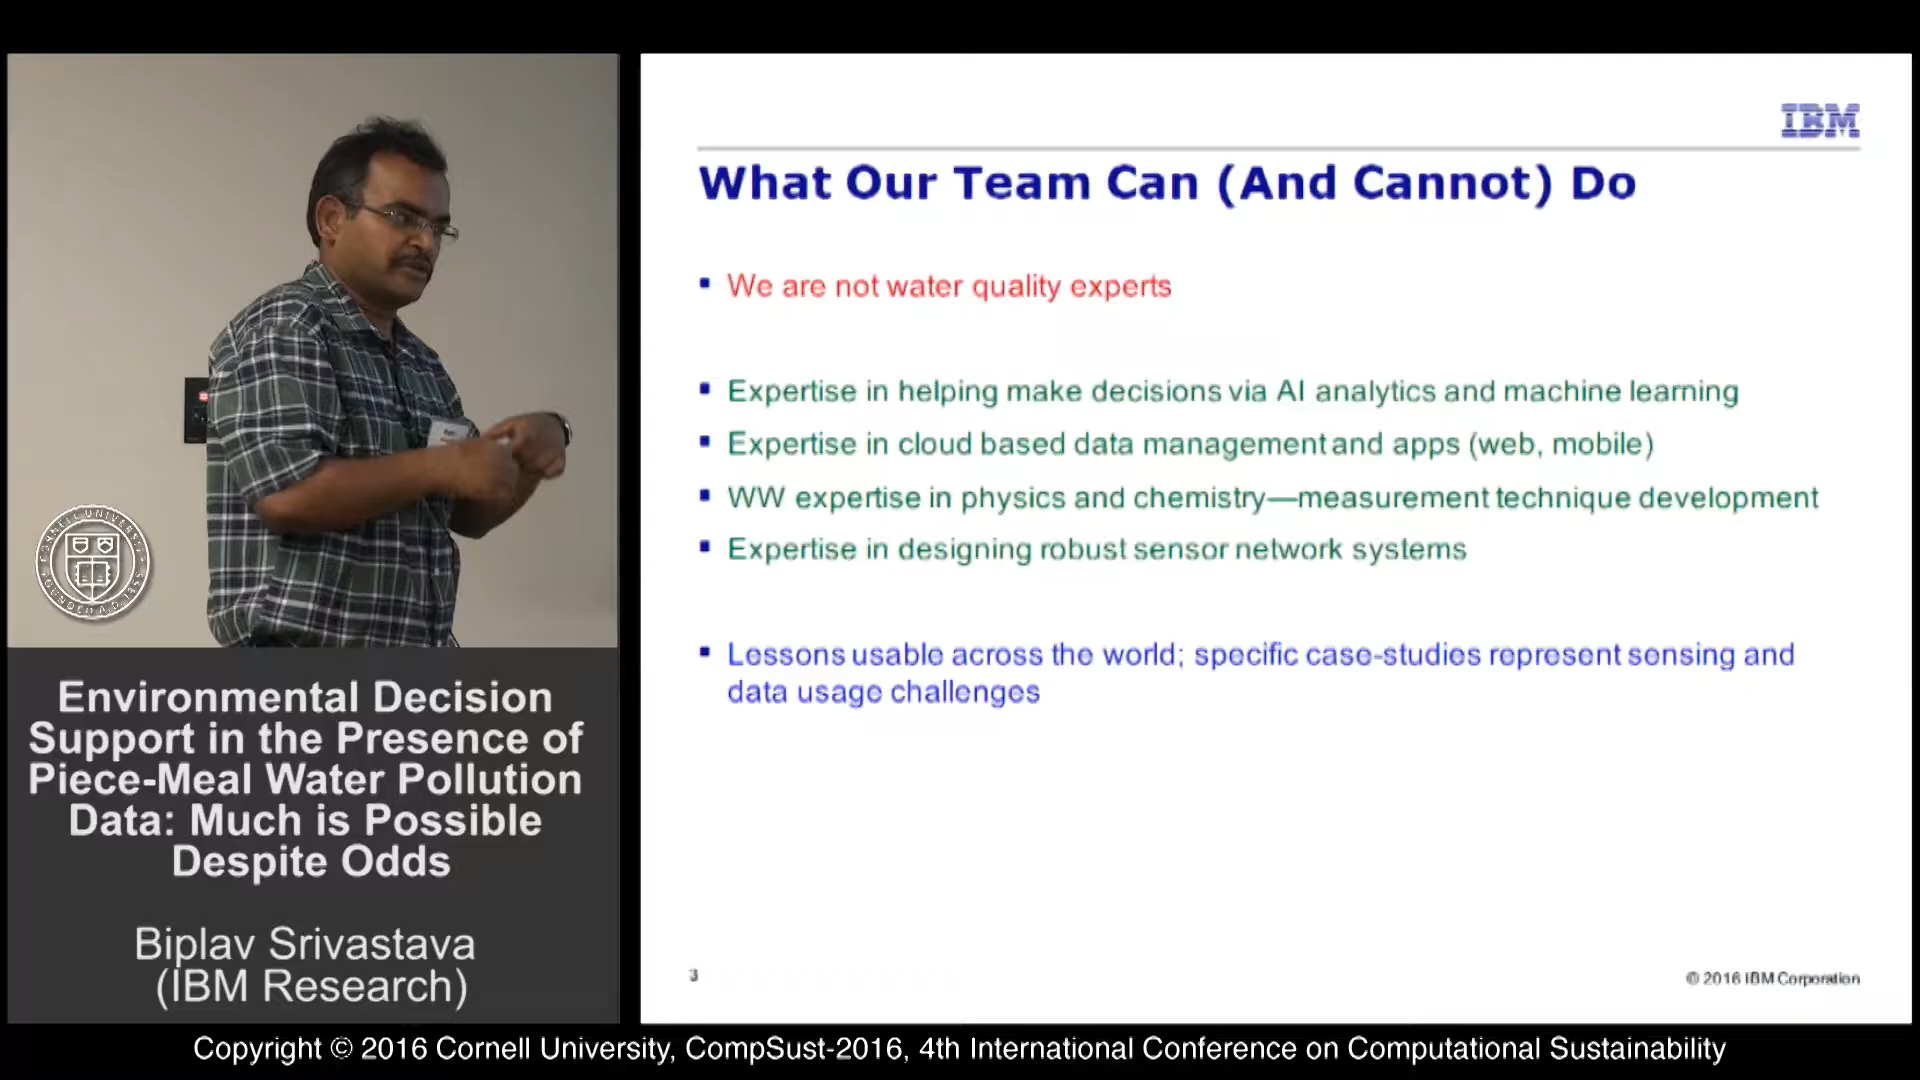 IBM
What Our Team Can (And Cannot) Do
We are not water quality experts
Expertise in helping make decisions via AI analytics and machine learning
Expertise in cloud based data management and apps (web, mobile)
WW expertise in physics and chemistry—measurement technique development
Expertise in designing robust sensor network systems
Lessons usable across the world; specific case-studies represent sensing and
data usage challenges
3
© 2016 IBM Corporation
Environmental Decision
Support in the Presence of
Piece-Meal Water Pollution
Data: Much is Possible
Despite Odds
Biplav Srivastava
(IBM Research)
Copyright © 2016 Cornell University, CompSust-2016, 4th International Conference on Computational Sustainability